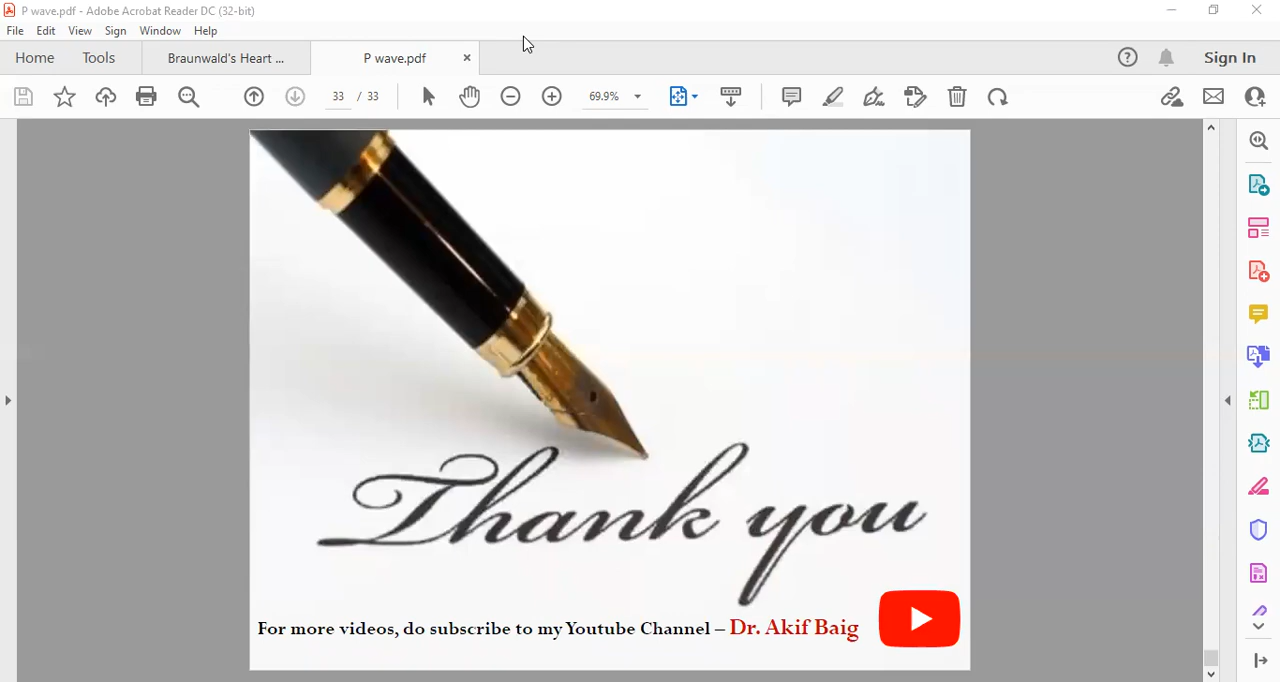 P wave.pdf - Adobe Acrobat Reader DC (32-bit)
File Edit View Sign Window Help
Home Tools Braunwald's Heart ... P wave.pdf × Sign In
33 / 33 69.9%
Thank you
For more videos, do subscribe to my Youtube Channel – Dr. Akif Baig